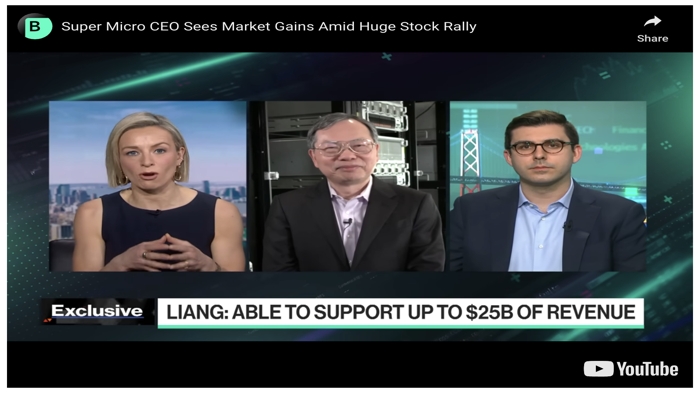 B
Super Micro CEO Sees Market Gains Amid Huge Stock Rally
Share
Exclusive
LIANG: ABLE TO SUPPORT UP TO $25B OF REVENUE
YouTube